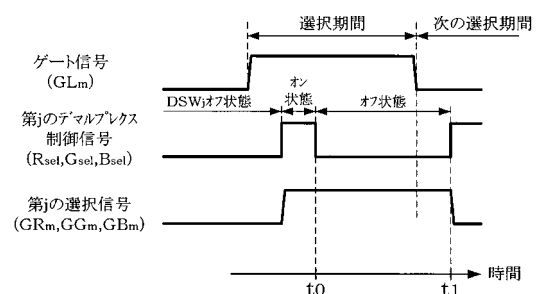 選択期間
次の選択期間
ゲート信号
(GLm)
DSWjオフ状態
オン
状態
オフ状態
第jのデマルプレクス
制御信号
(Rsel,Gsel,Bsel)
第jの選択信号
(GRm,GGm,GBm)
時間
t0
t1